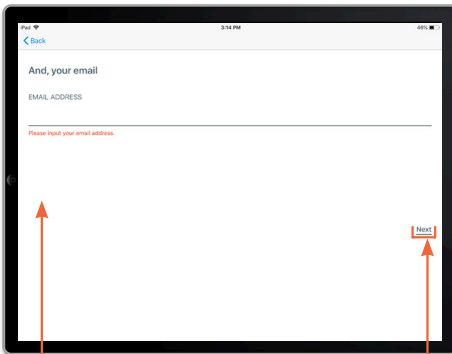 iPad 3:14 PM 46%
Back
And, your email
EMAIL ADDRESS
Please input your email address.
Next